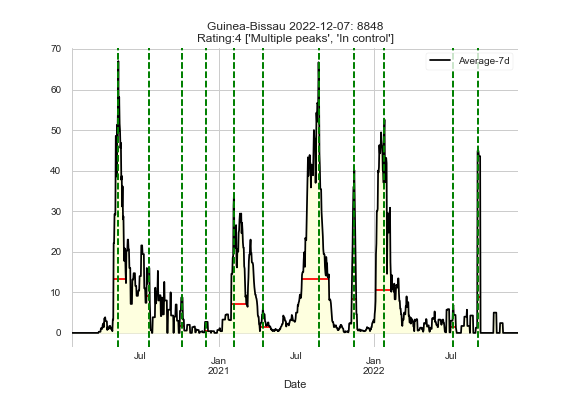 Guinea-Bissau 2022-12-07: 8848
Rating:4 ['Multiple peaks', 'In control']
Average-7d
70
60
50
40
30
20
10
0
Jul
Jan
2021
Jul
Jan
2022
Jul
Date